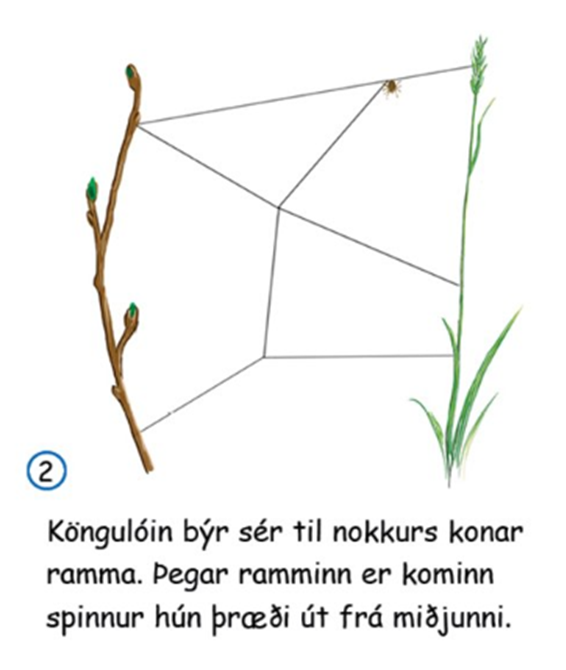 2
Köngulóin býr sér til nokkurs konar
ramma. Þegar ramminn er kominn
spinnur hún þræði út frá miðjunni.